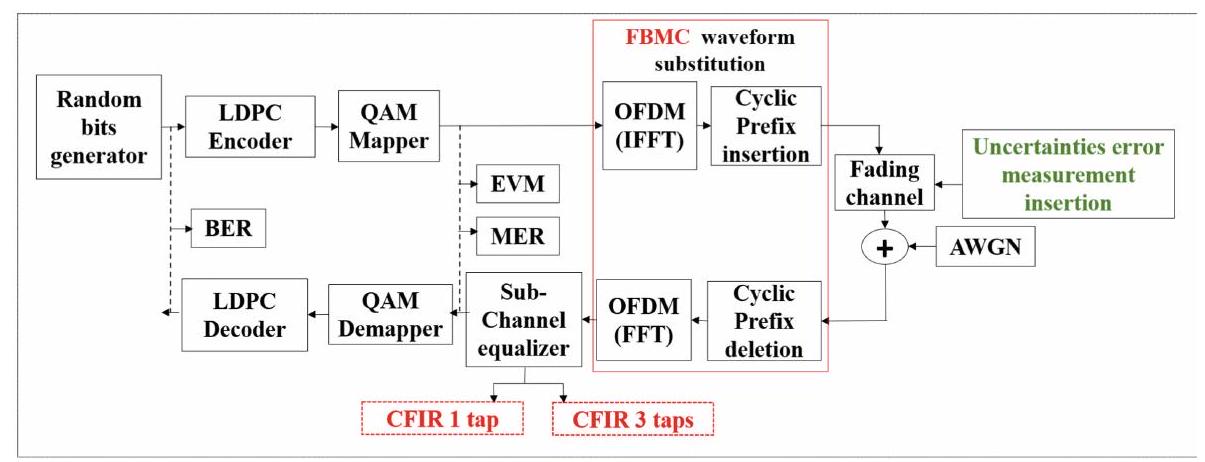 FBMC waveform
substitution
Random
bits
generator
LDPC
Encoder
QAM
Mapper
OFDM
(IFFT)
Cyclic
Prefix
insertion
Fading
channel
Uncertainties error
measurement
insertion
EVM
MER
BER
+
AWGN
LDPC
Decoder
QAM
Demapper
Sub-
Channel
equalizer
OFDM
(FFT)
Cyclic
Prefix
deletion
CFIR 1 tap
CFIR 3 taps